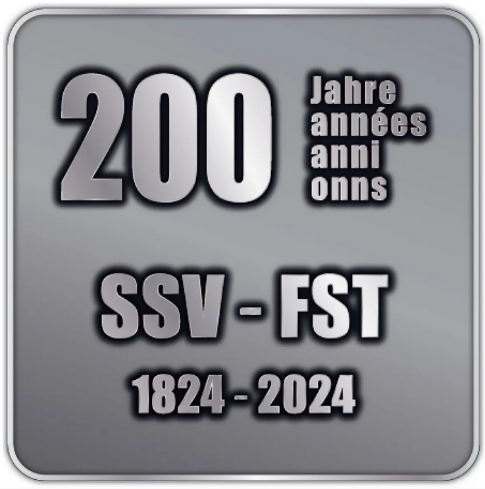 200
Jahre
années
anni
onns
SSV - FST
1824 - 2024